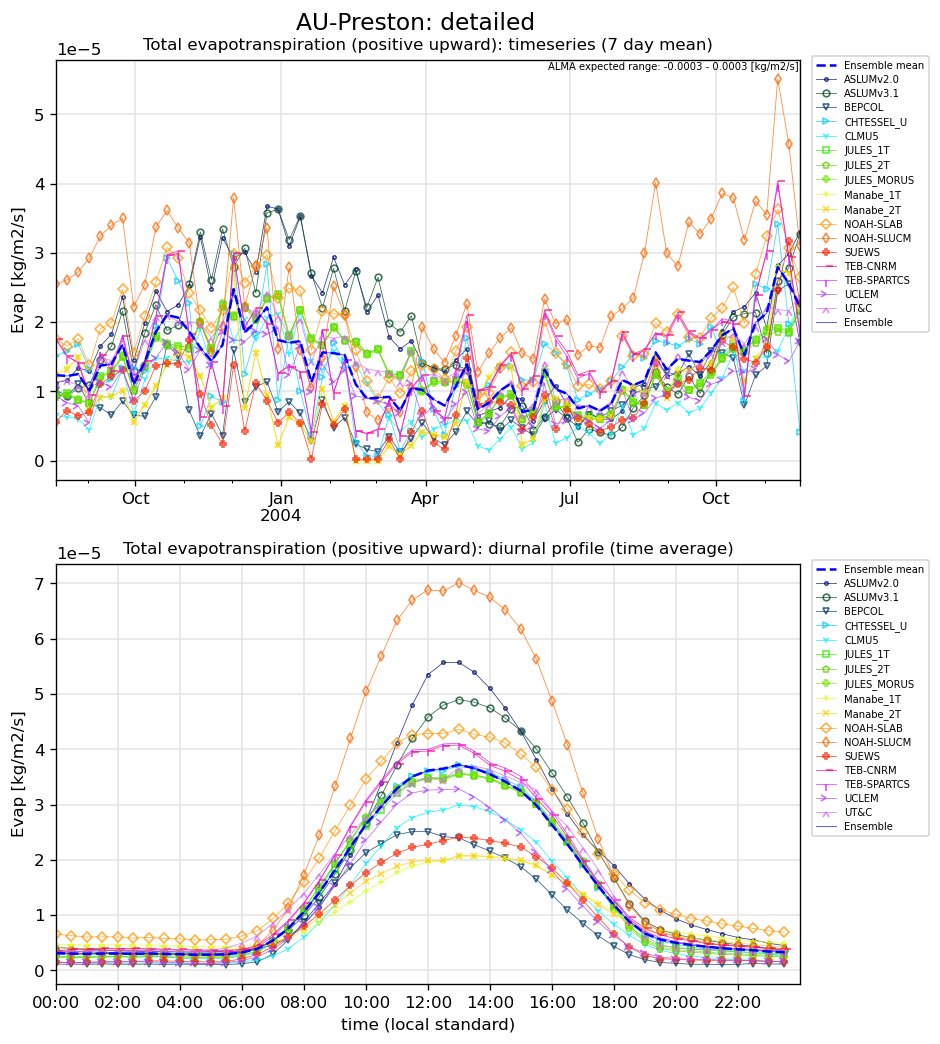 AU-Preston: detailed
Total evapotranspiration (positive upward): timeseries (7 day mean)
1e−5
ALMA expected range: -0.0003 - 0.0003 [kg/m2/s]
Evap [kg/m2/s]
5
4
3
2
1
0
Oct
Jan
2004
Apr
Jul
Oct
Ensemble mean
ASLUMv2.0
ASLUMv3.1
BEPCOL
CHTESSEL_U
CLMU5
JULES_1T
JULES_2T
JULES_MORUS
Manabe_1T
Manabe_2T
NOAH-SLAB
NOAH-SLUCM
SUEWS
TEB-CNRM
TEB-SPARTCS
UCLEM
UT&C
Ensemble
Total evapotranspiration (positive upward): diurnal profile (time average)
1e−5
Evap [kg/m2/s]
7
6
5
4
3
2
1
0
00:00 02:00 04:00 06:00 08:00 10:00 12:00 14:00 16:00 18:00 20:00 22:00
time (local standard)
Ensemble mean
ASLUMv2.0
ASLUMv3.1
BEPCOL
CHTESSEL_U
CLMU5
JULES_1T
JULES_2T
JULES_MORUS
Manabe_1T
Manabe_2T
NOAH-SLAB
NOAH-SLUCM
SUEWS
TEB-CNRM
TEB-SPARTCS
UCLEM
UT&C
Ensemble